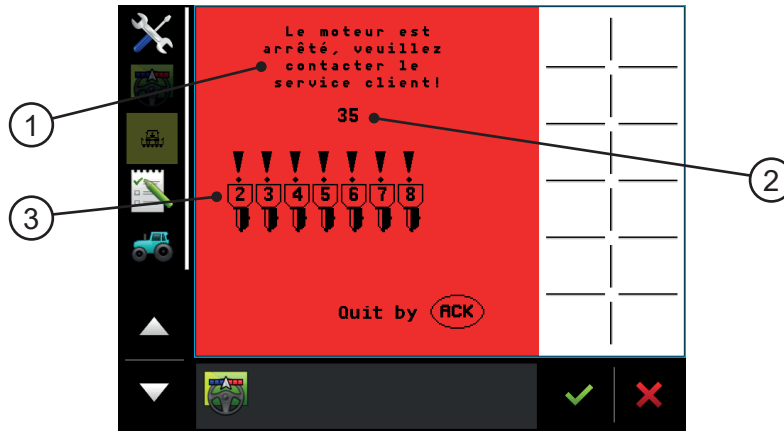 Le moteur est
arrêté, veuillez
contacter le
service client!
35
1
2
3
2 3 4 5 6 7 8
Quit by ACK